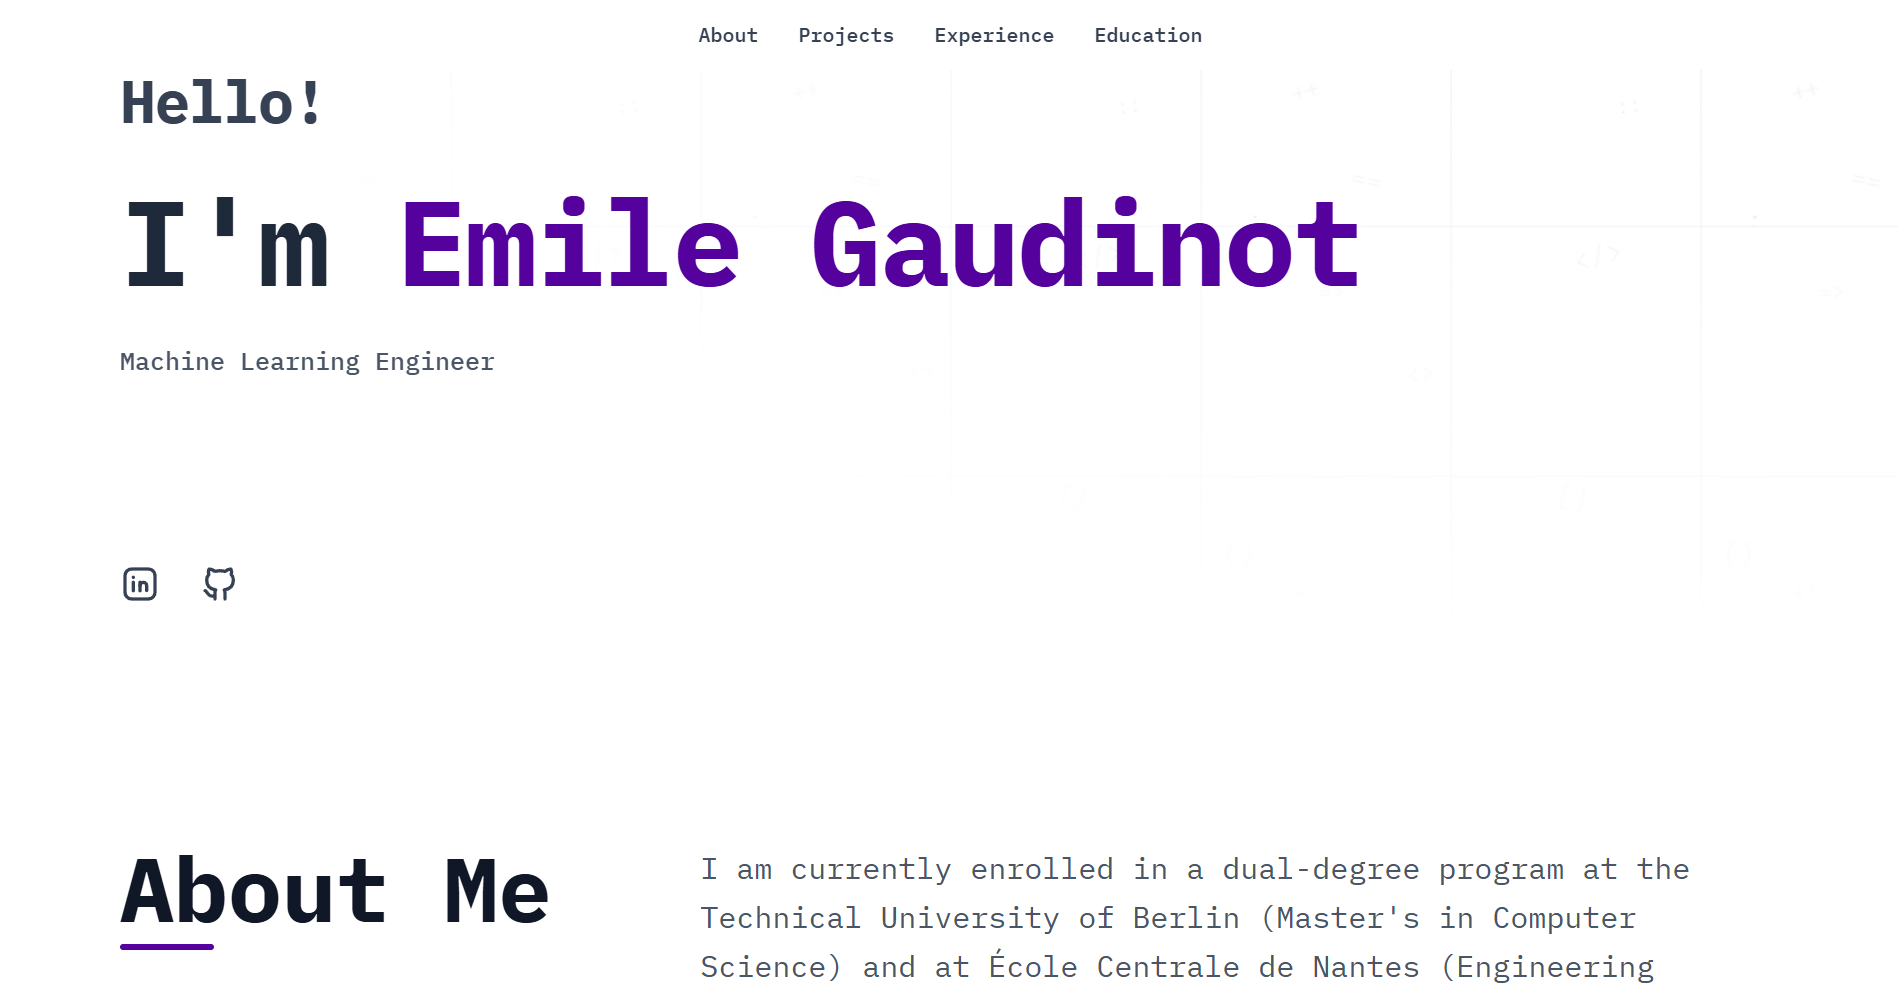 About Projects Experience Education
Hello!
I'm Emile Gaudinot
Machine Learning Engineer
in
About Me
I am currently enrolled in a dual-degree program at the
Technical University of Berlin (Master's in Computer
Science) and at École Centrale de Nantes (Engineering